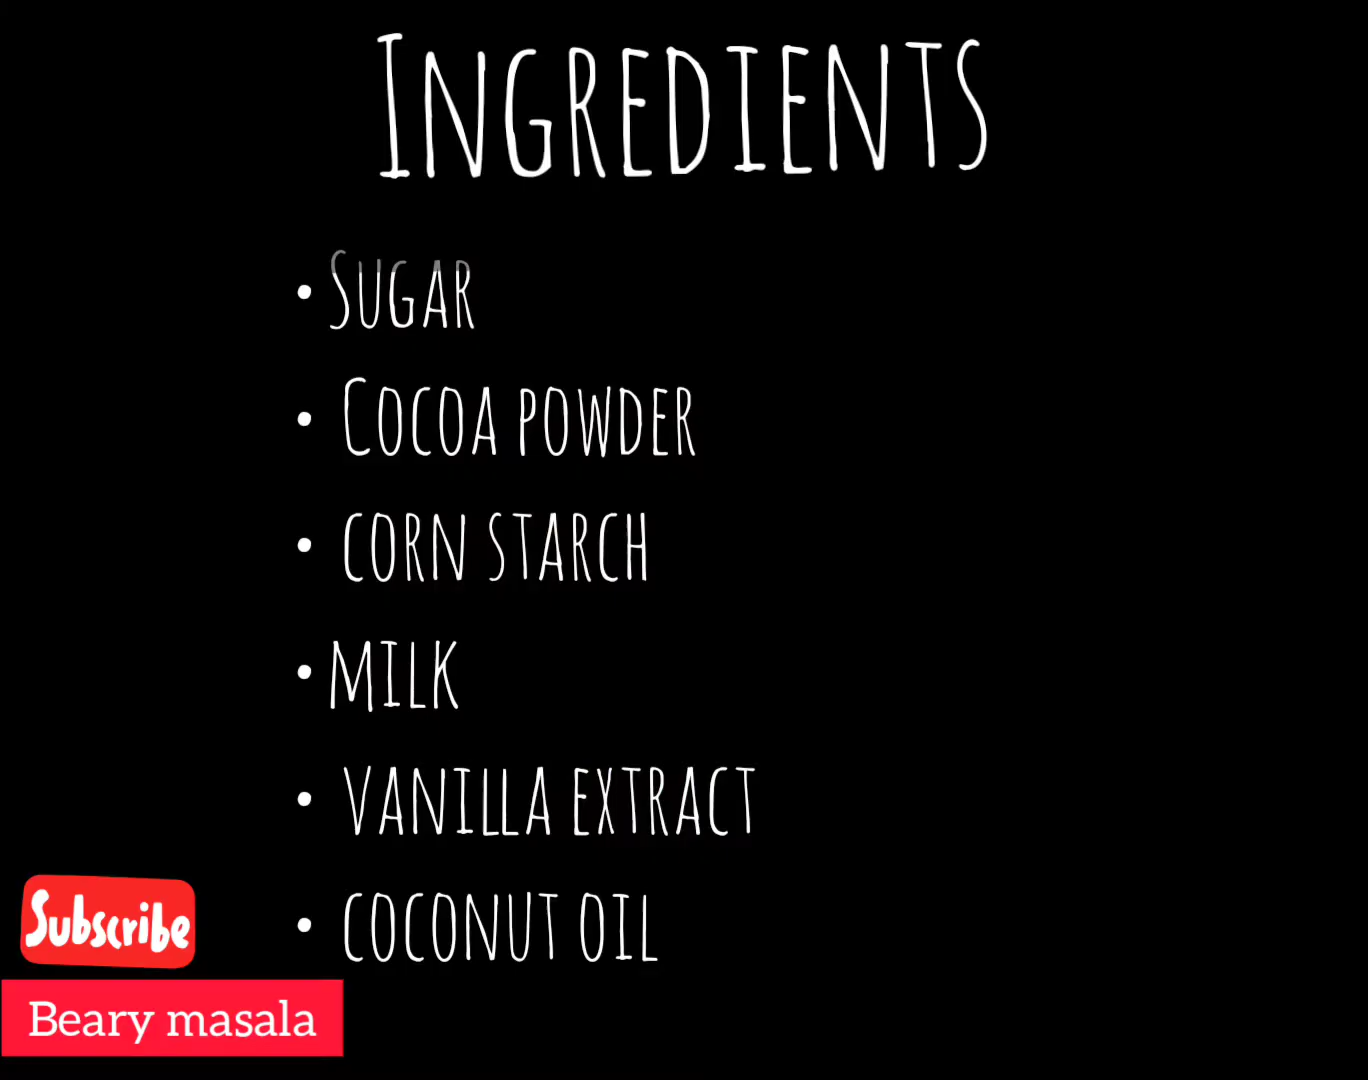 Ingredients
• Sugar
• Cocoa powder
• corn starch
• milk
• vanilla extract
• coconut oil
Subscribe
Beary masala